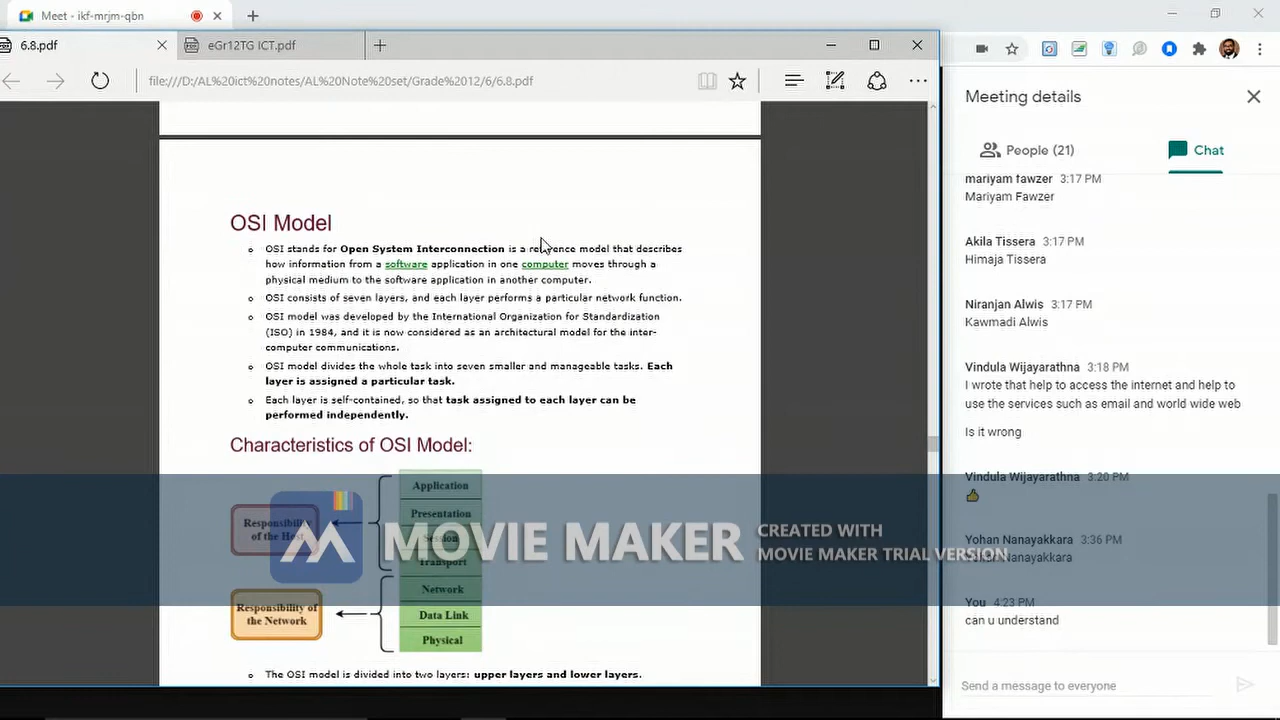 Meet - ikf-mrjm-qbn
6.8.pdf
eGr12TG ICT.pdf
file:///D:/AL%20ict%20notes/AL%20Note%20set/Grade%2012/6/6.8.pdf
OSI Model
OSI stands for Open System Interconnection is a reference model that describes
how information from a software application in one computer moves through a
physical medium to the software application in another computer.
OSI consists of seven layers, and each layer performs a particular network function.
OSI model was developed by the International Organization for Standardization
(ISO) in 1984, and it is now considered as an architectural model for the inter-
computer communications.
OSI model divides the whole task into seven smaller and manageable tasks. Each
layer is assigned a particular task.
Each layer is self-contained, so that task assigned to each layer can be
performed independently.
Characteristics of OSI Model:
Responsibility
of the Host
Application
Presentation
Session
Transport
Network
Data Link
Physical
Responsibility of
the Network
The OSI model is divided into two layers: upper layers and lower layers.
MOVIE MAKER
CREATED WITH
MOVIE MAKER TRIAL VERSION
Meeting details
People (21)
Chat
mariyam fawzer 3:17 PM
Mariyam Fawzer
Akila Tissera 3:17 PM
Himaja Tissera
Niranjan Alwis 3:17 PM
Kawmadi Alwis
Vindula Wijayarathna 3:18 PM
I wrote that help to access the internet and help to
use the services such as email and world wide web
Is it wrong
Vindula Wijayarathna 3:20 PM
👍
Yohan Nanayakkara 3:36 PM
Yohan Nanayakkara
You 4:23 PM
can u understand
Send a message to everyone